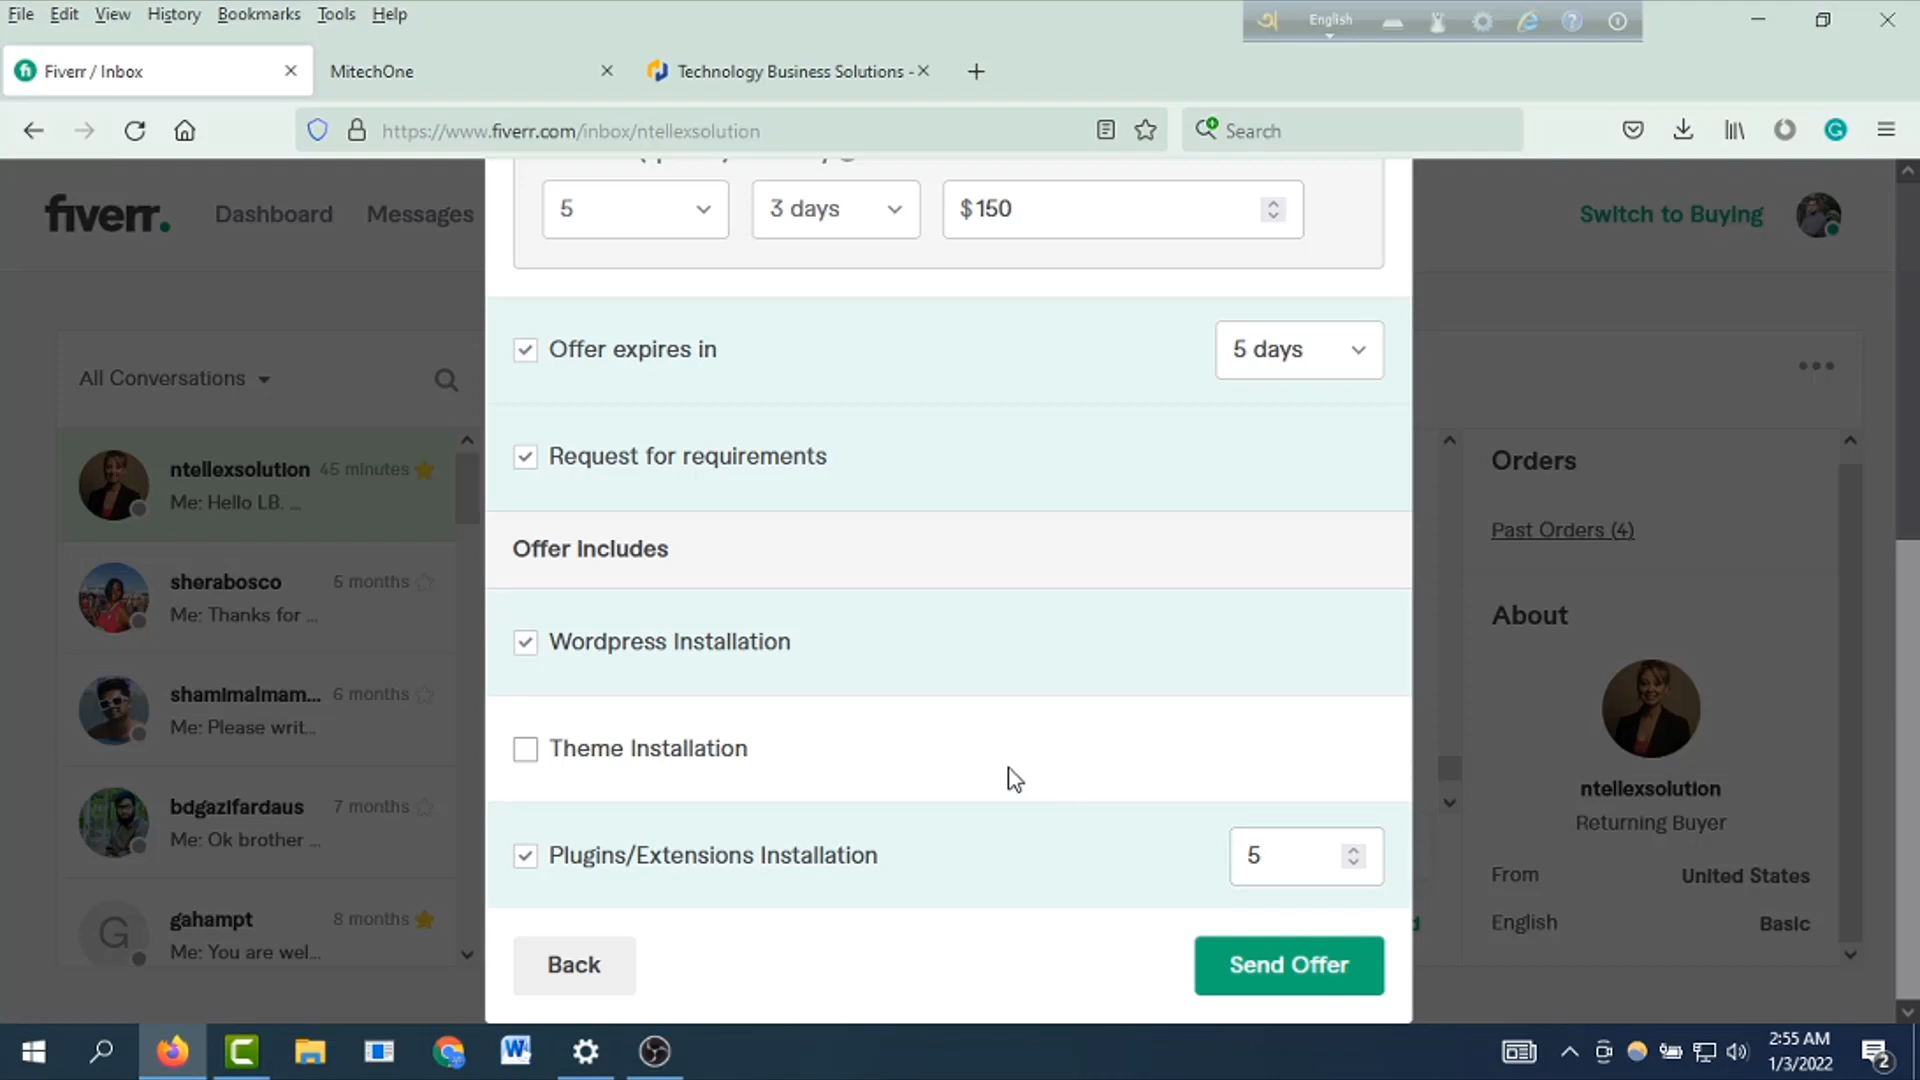 File Edit View History Bookmarks Tools Help
English
Fiverr / Inbox
MitechOne
Technology Business Solutions -
https://www.fiverr.com/inbox/ntellexsolution
Search
fiverr.
Dashboard
Messages
Switch to Buying
5
3 days
$150
Offer expires in
5 days
Request for requirements
Offer Includes
Wordpress Installation
Theme Installation
Plugins/Extensions Installation
5
Back
Send Offer
All Conversations
ntellexsolution 45 minutes
Me: Hello LB. ...
sherabosco 5 months
Me: Thanks for ...
shamimalmam... 6 months
Me: Please writ...
bdgazifardaus 7 months
Me: Ok brother ...
G
gahampt 8 months
Me: You are wel...
Orders
Past Orders (4)
About
ntellexsolution
Returning Buyer
From United States
English Basic
2:55 AM
1/3/2022
2